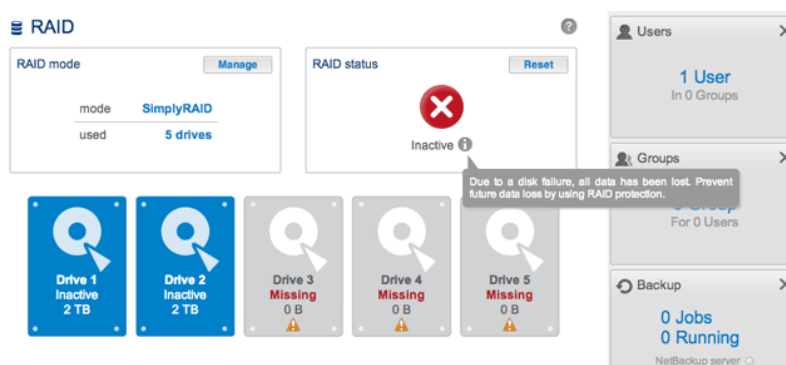 RAID
?
RAID mode
Manage
mode SimplyRAID
used 5 drives
RAID status
Reset
Inactive
Due to a disk failure, all data has been lost. Prevent
future data loss by using RAID protection.
Drive 1
Inactive
2 TB
Drive 2
Inactive
2 TB
Drive 3
Missing
0 B
Drive 4
Missing
0 B
Drive 5
Missing
0 B
Users
1 User
In 0 Groups
Groups
Group
For 0 Users
Backup
0 Jobs
0 Running
NetBackup server